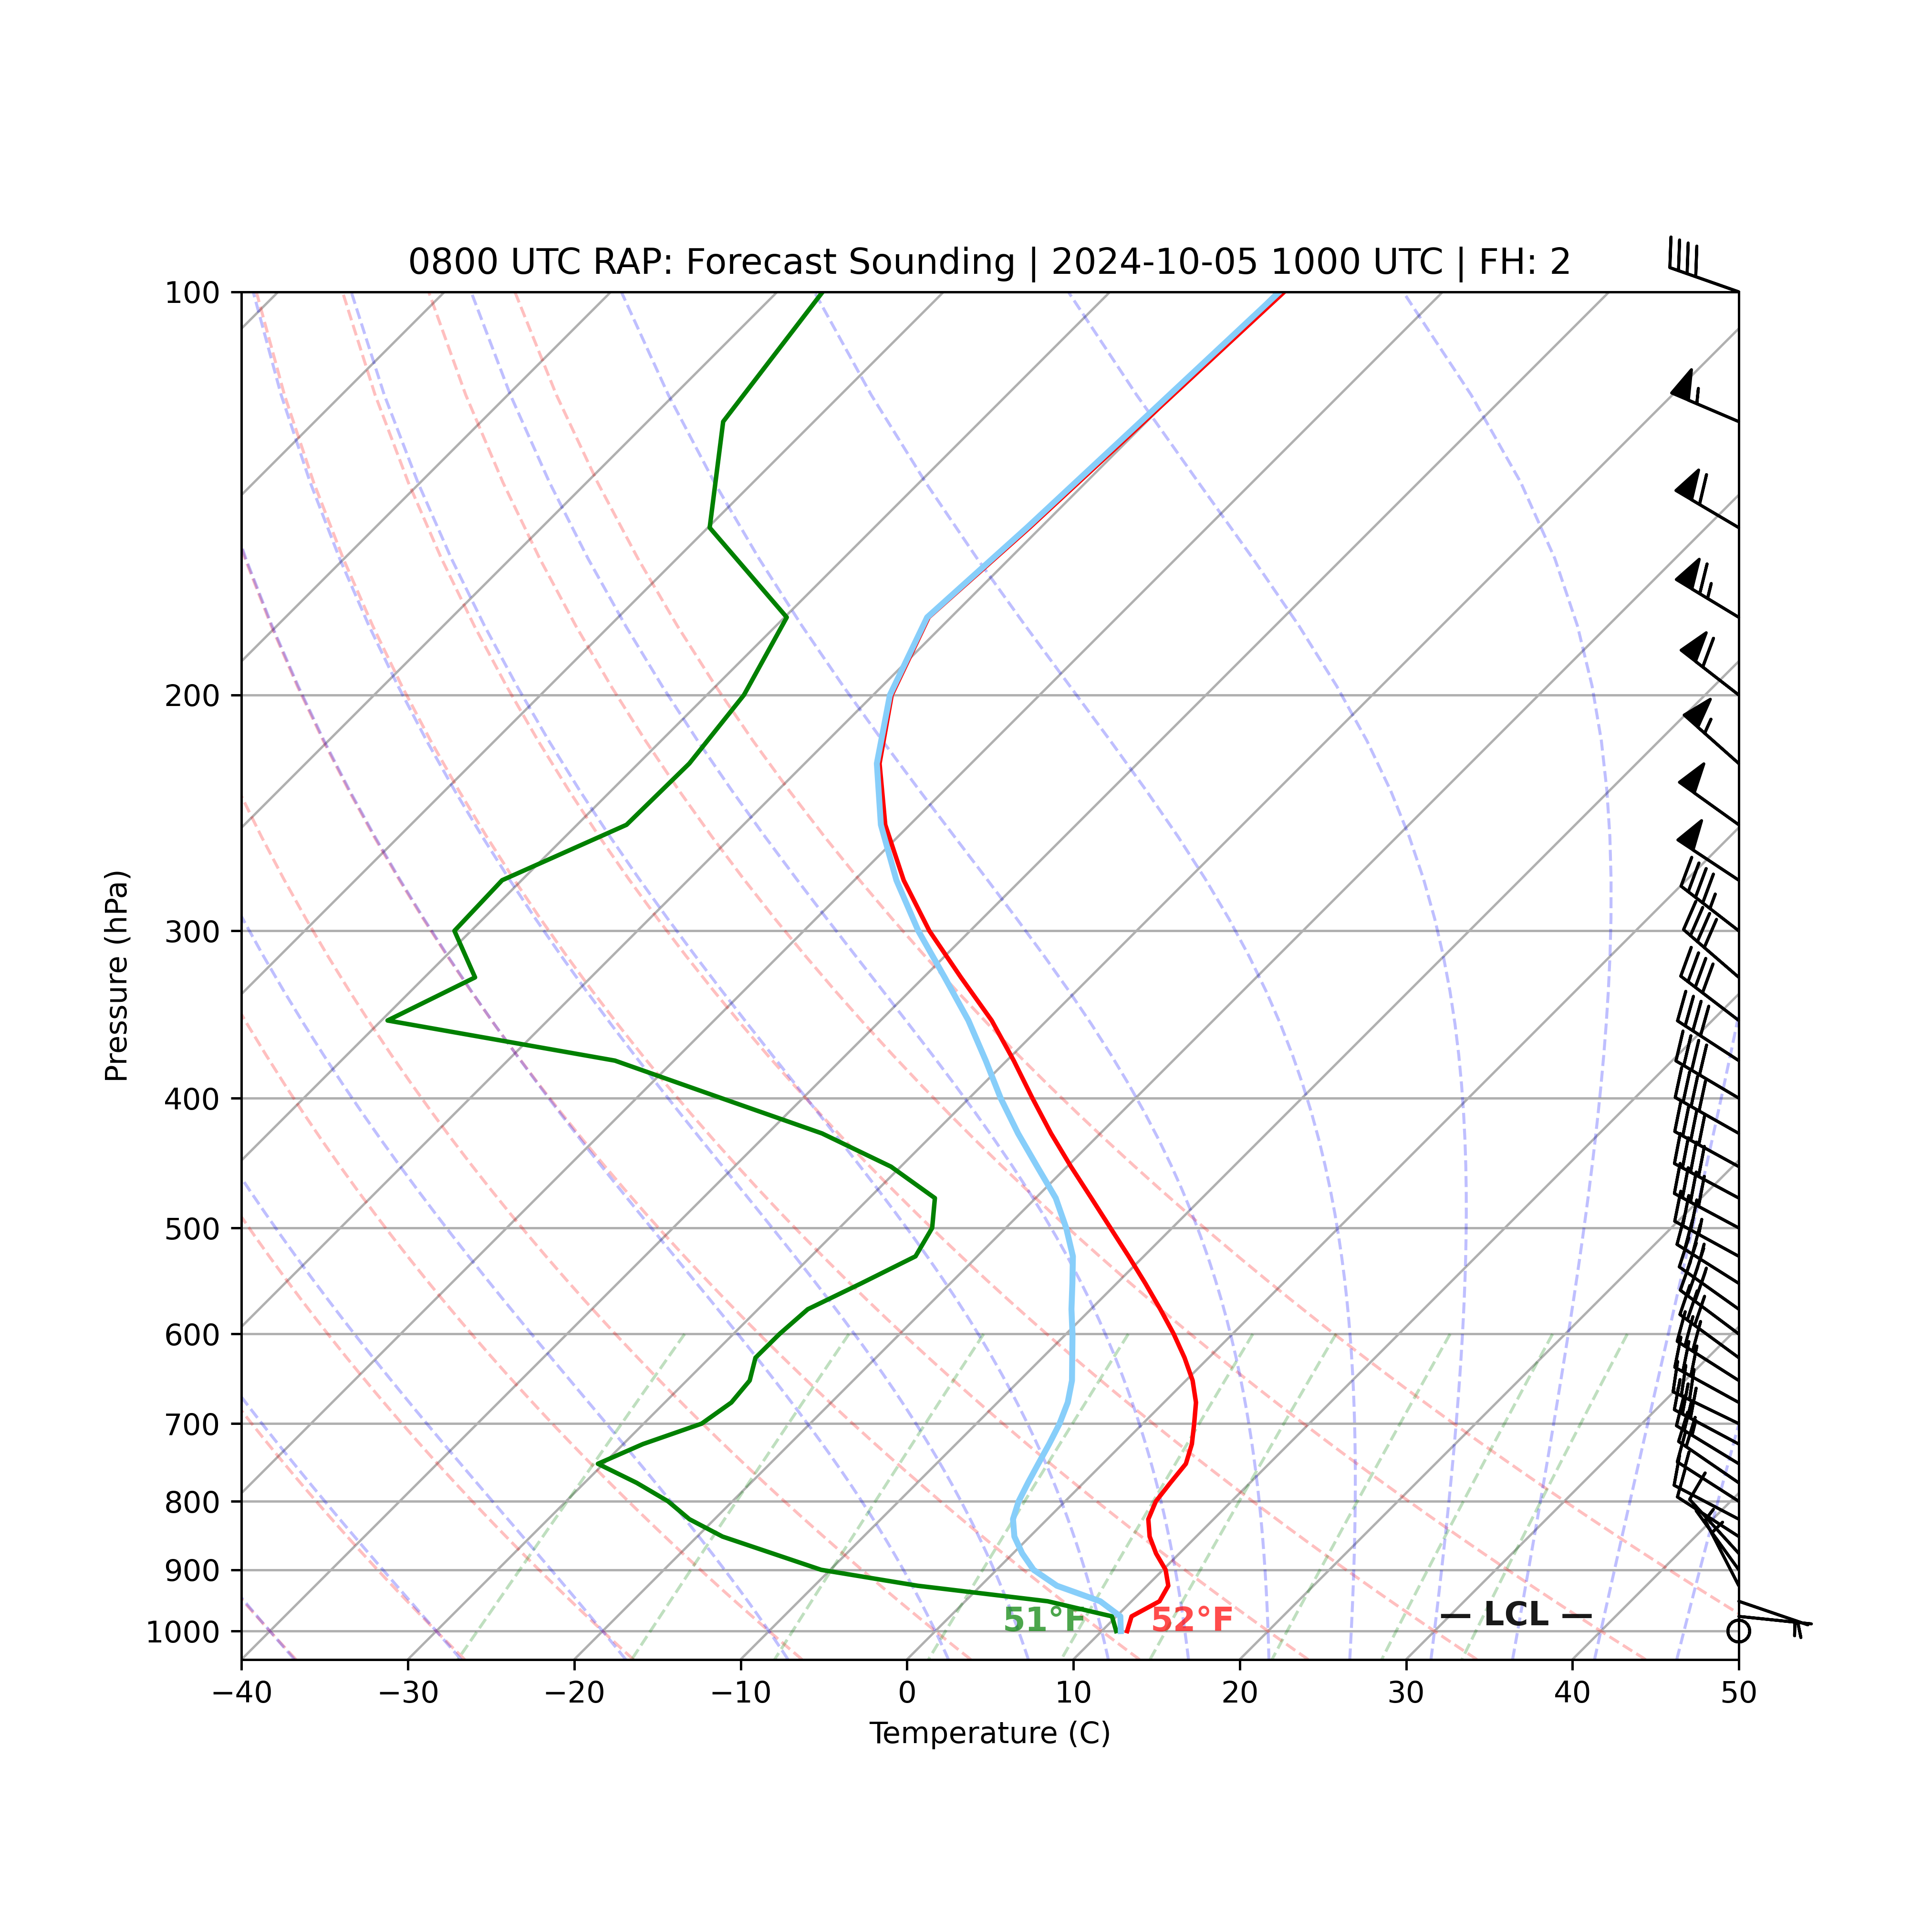 0800 UTC RAP: Forecast Sounding | 2024-10-05 1000 UTC | FH: 2
100
200
300
400
500
600
700
800
900
1000
Pressure (hPa)
51°F 52°F — LCL —
−40 −30 −20 −10 0 10 20 30 40 50
Temperature (C)